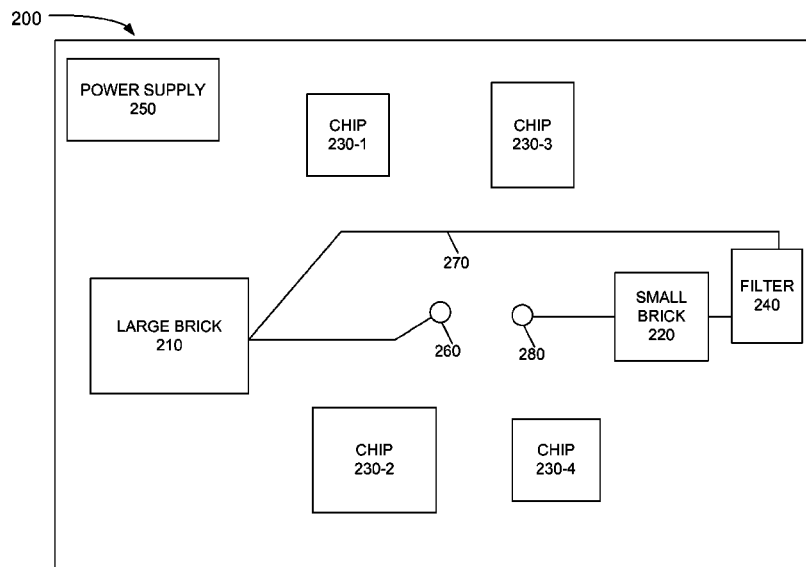 200
POWER SUPPLY
250
CHIP
230-1
CHIP
230-3
270
LARGE BRICK
210
260
280
SMALL
BRICK
220
FILTER
240
CHIP
230-2
CHIP
230-4